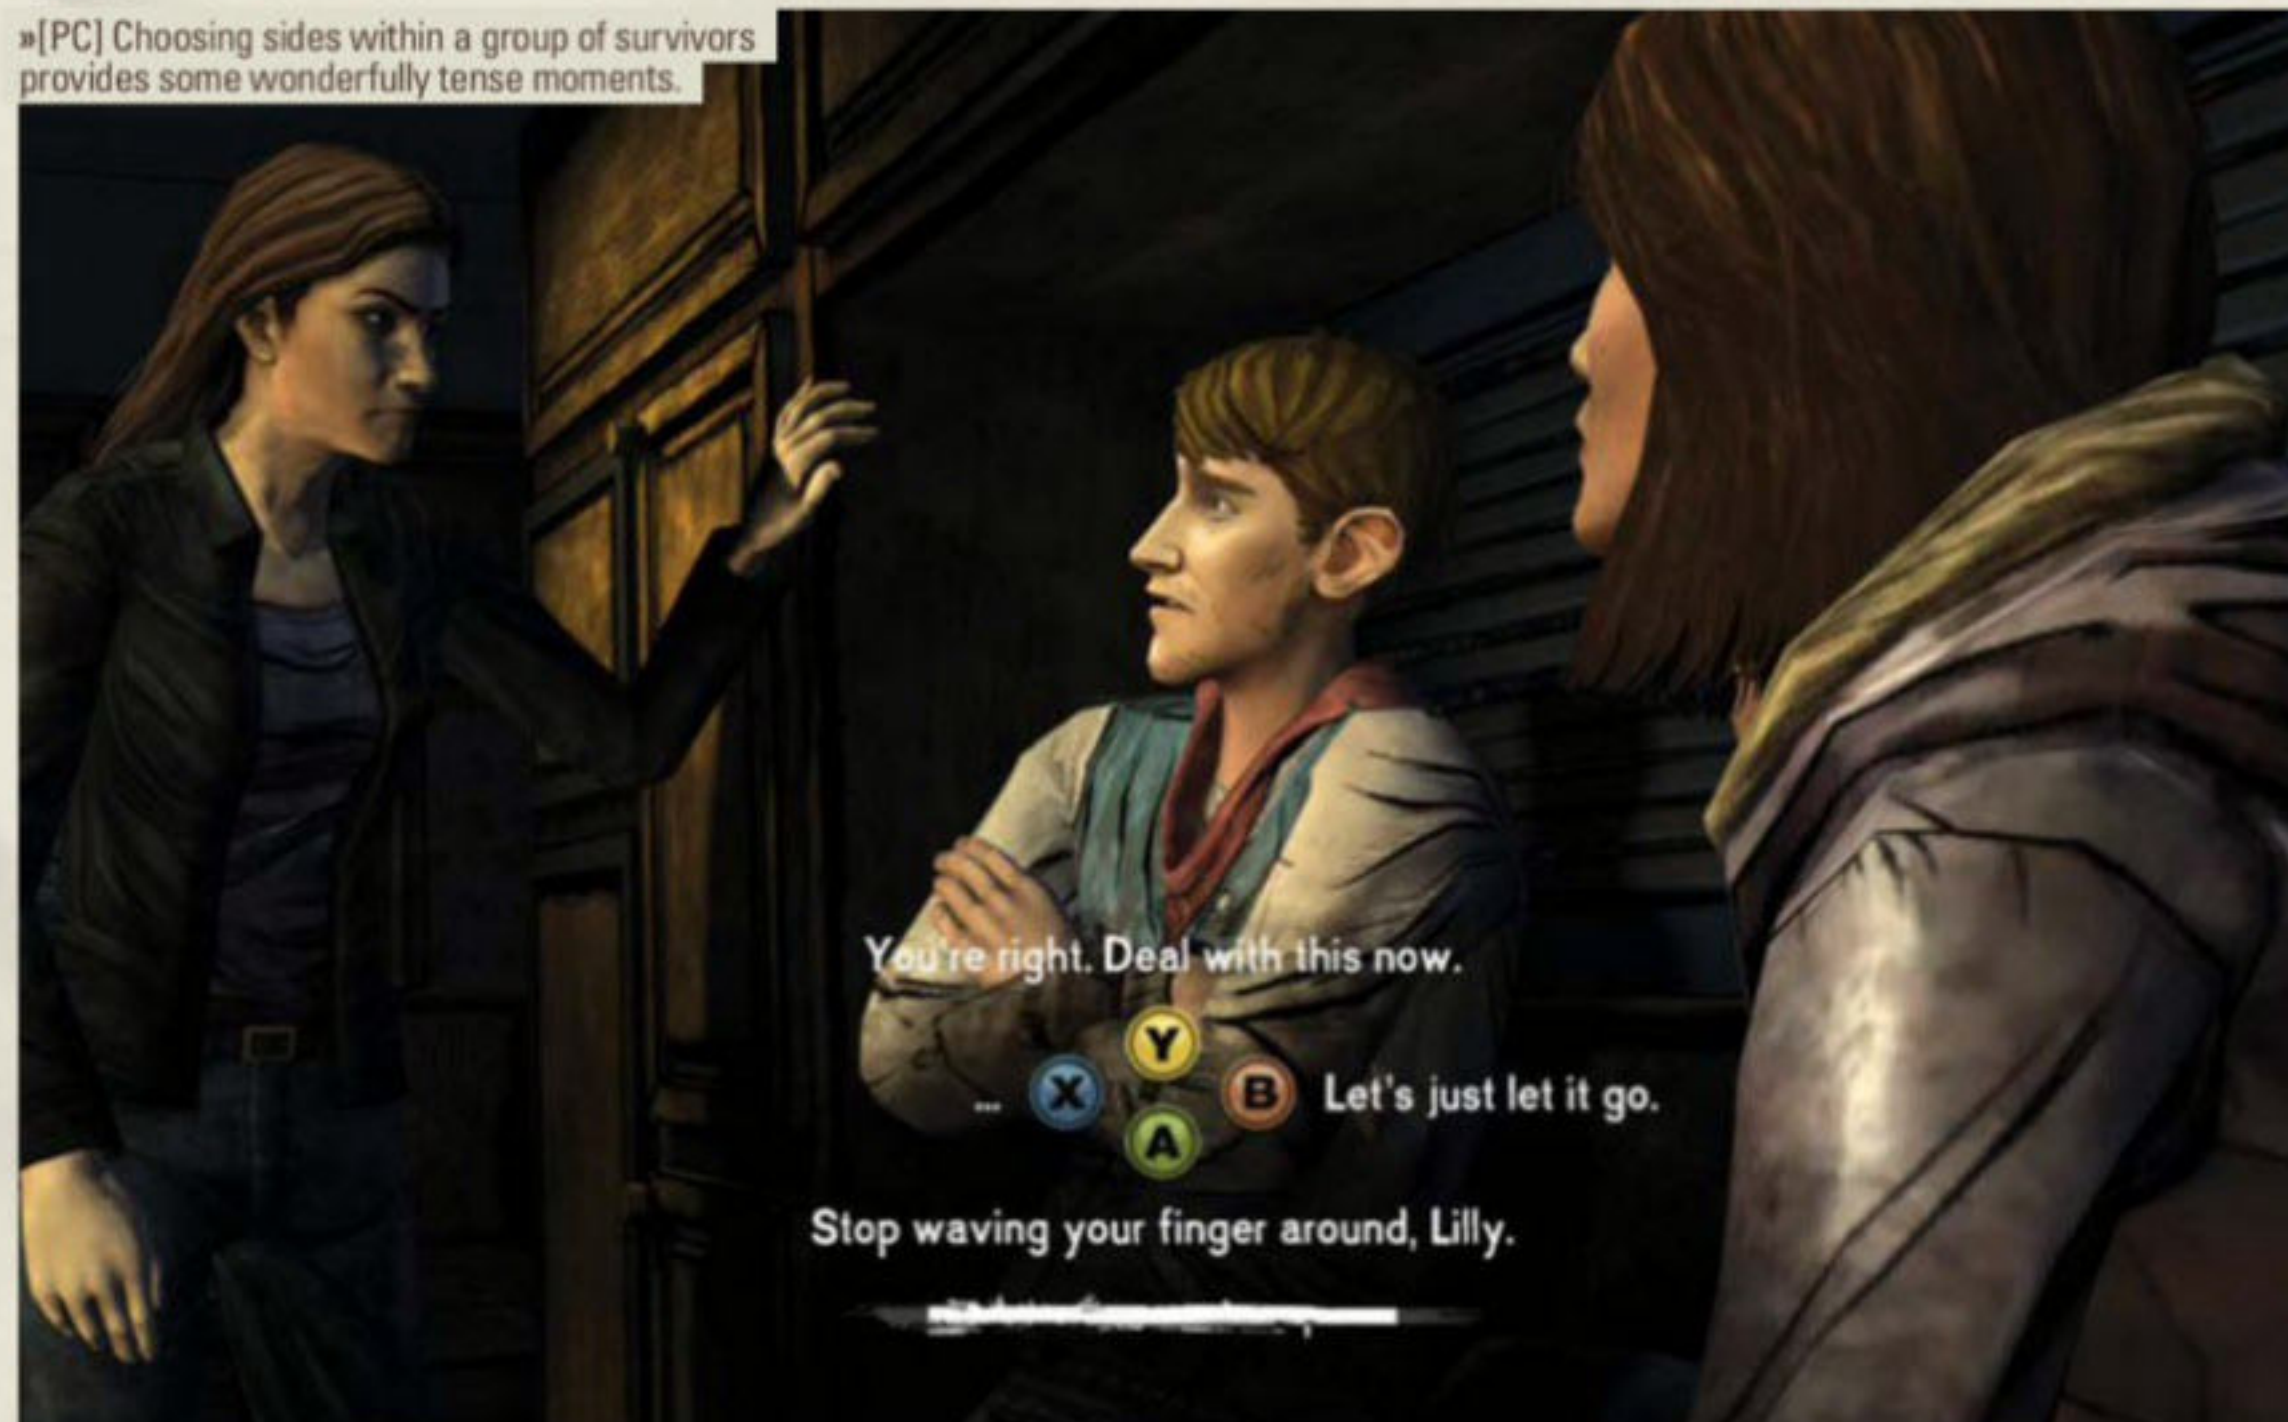 »[PC] Choosing sides within a group of survivors
provides some wonderfully tense moments.
You're right. Deal with this now.
Y
... X B Let's just let it go.
A
Stop waving your finger around, Lilly.